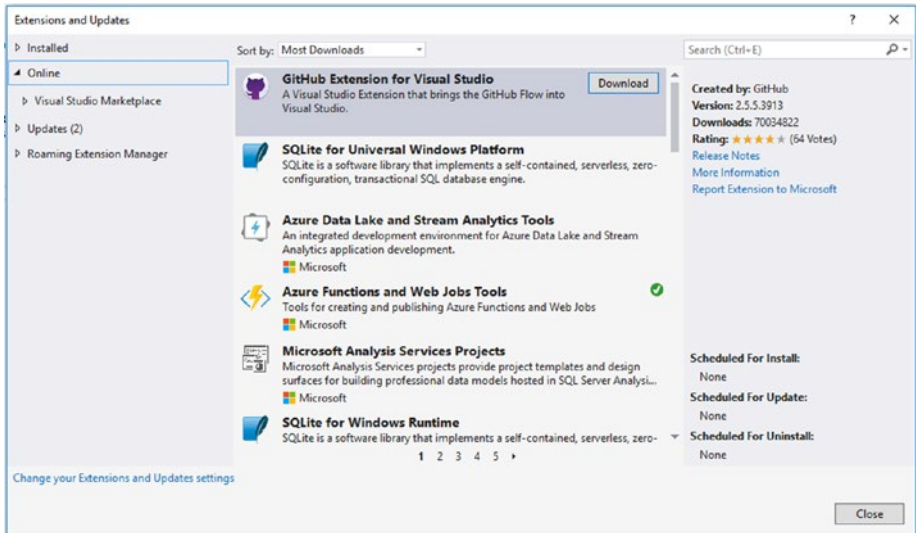 Extensions and Updates
? ×
Installed
Online
Visual Studio Marketplace
Updates (2)
Roaming Extension Manager
Sort by: Most Downloads
GitHub Extension for Visual Studio
A Visual Studio Extension that brings the GitHub Flow into
Visual Studio.
Download
SQLite for Universal Windows Platform
SQLite is a software library that implements a self-contained, serverless, zero-
configuration, transactional SQL database engine.
Azure Data Lake and Stream Analytics Tools
An integrated development environment for Azure Data Lake and Stream
Analytics application development.
Microsoft
Azure Functions and Web Jobs Tools
Tools for creating and publishing Azure Functions and Web Jobs
Microsoft
Microsoft Analysis Services Projects
Microsoft Analysis Services projects provide project templates and design
surfaces for building professional data models hosted in SQL Server Analysi...
Microsoft
SQLite for Windows Runtime
SQLite is a software library that implements a self-contained, serverless, zero-
1 2 3 4 5
Search (Ctrl+E)
Created by: GitHub
Version: 2.5.5.3913
Downloads: 70034822
Rating: (64 Votes)
Release Notes
More Information
Report Extension to Microsoft
Scheduled For Install:
None
Scheduled For Update:
None
Scheduled For Uninstall:
None
Change your Extensions and Updates settings
Close